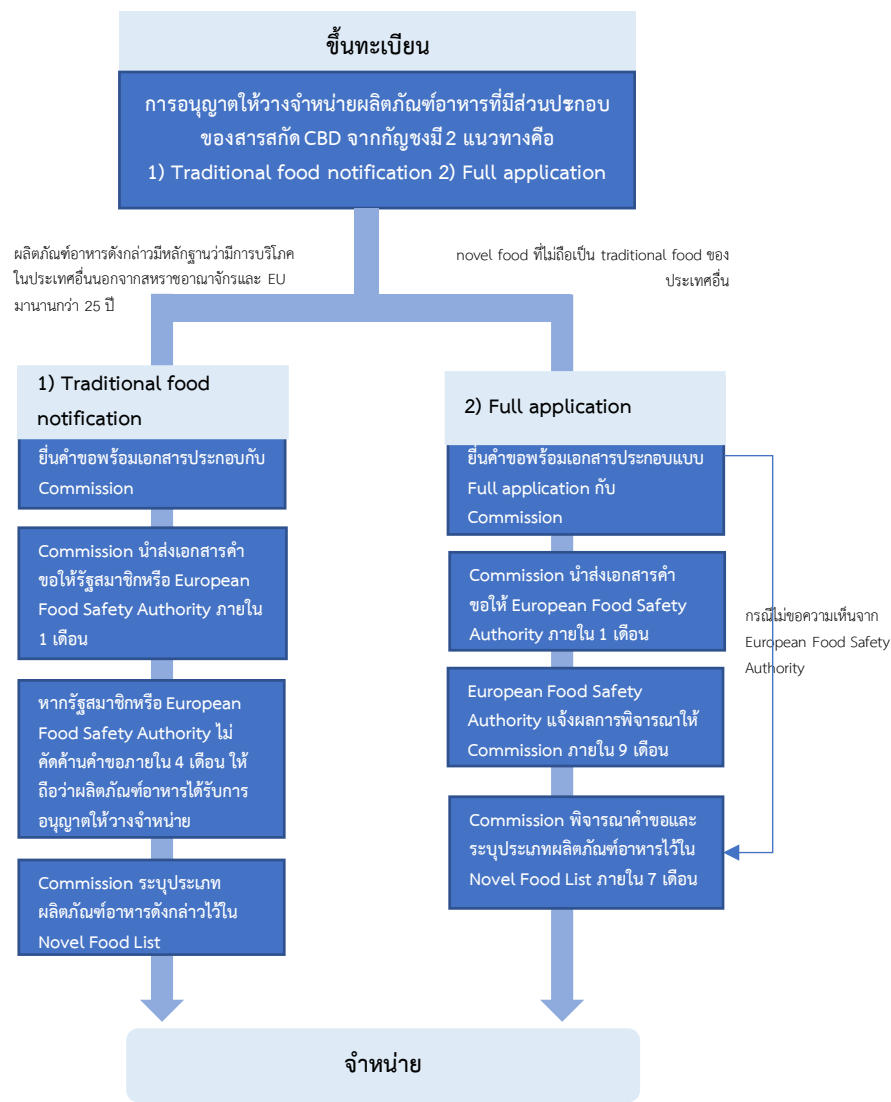 ขึ้นทะเบียน
การอนุญาตให้วางจำหน่ายผลิตภัณฑ์อาหารที่มีส่วนประกอบ
ของสารสกัด CBD จากกัญชงมี 2 แนวทางคือ
1) Traditional food notification 2) Full application
ผลิตภัณฑ์อาหารดังกล่าวมีหลักฐานว่ามีการบริโภค
ในประเทศอื่นนอกจากสหราชอาณาจักรและ EU
มานานกว่า 25 ปี
novel food ที่ไม่ถือเป็น traditional food ของ
ประเทศอื่น
1) Traditional food
notification
ยื่นคำขอพร้อมเอกสารประกอบกับ
Commission
Commission นำส่งเอกสารคำ
ขอให้รัฐสมาชิกหรือ European
Food Safety Authority ภายใน
1 เดือน
หากรัฐสมาชิกหรือ European
Food Safety Authority ไม่
คัดค้านคำขอภายใน 4 เดือน ให้
ถือว่าผลิตภัณฑ์อาหารได้รับการ
อนุญาตให้วางจำหน่าย
Commission ระบุประเภท
ผลิตภัณฑ์อาหารดังกล่าวไว้ใน
Novel Food List
2) Full application
ยื่นคำขอพร้อมเอกสารประกอบแบบ
Full application กับ
Commission
Commission นำส่งเอกสารคำ
ขอให้ European Food Safety
Authority ภายใน 1 เดือน
European Food Safety
Authority แจ้งผลการพิจารณาให้
Commission ภายใน 9 เดือน
Commission พิจารณาคำขอและ
ระบุประเภทผลิตภัณฑ์อาหารไว้ใน
Novel Food List ภายใน 7 เดือน
กรณีไม่ขอความเห็นจาก
European Food Safety
Authority
จำหน่าย